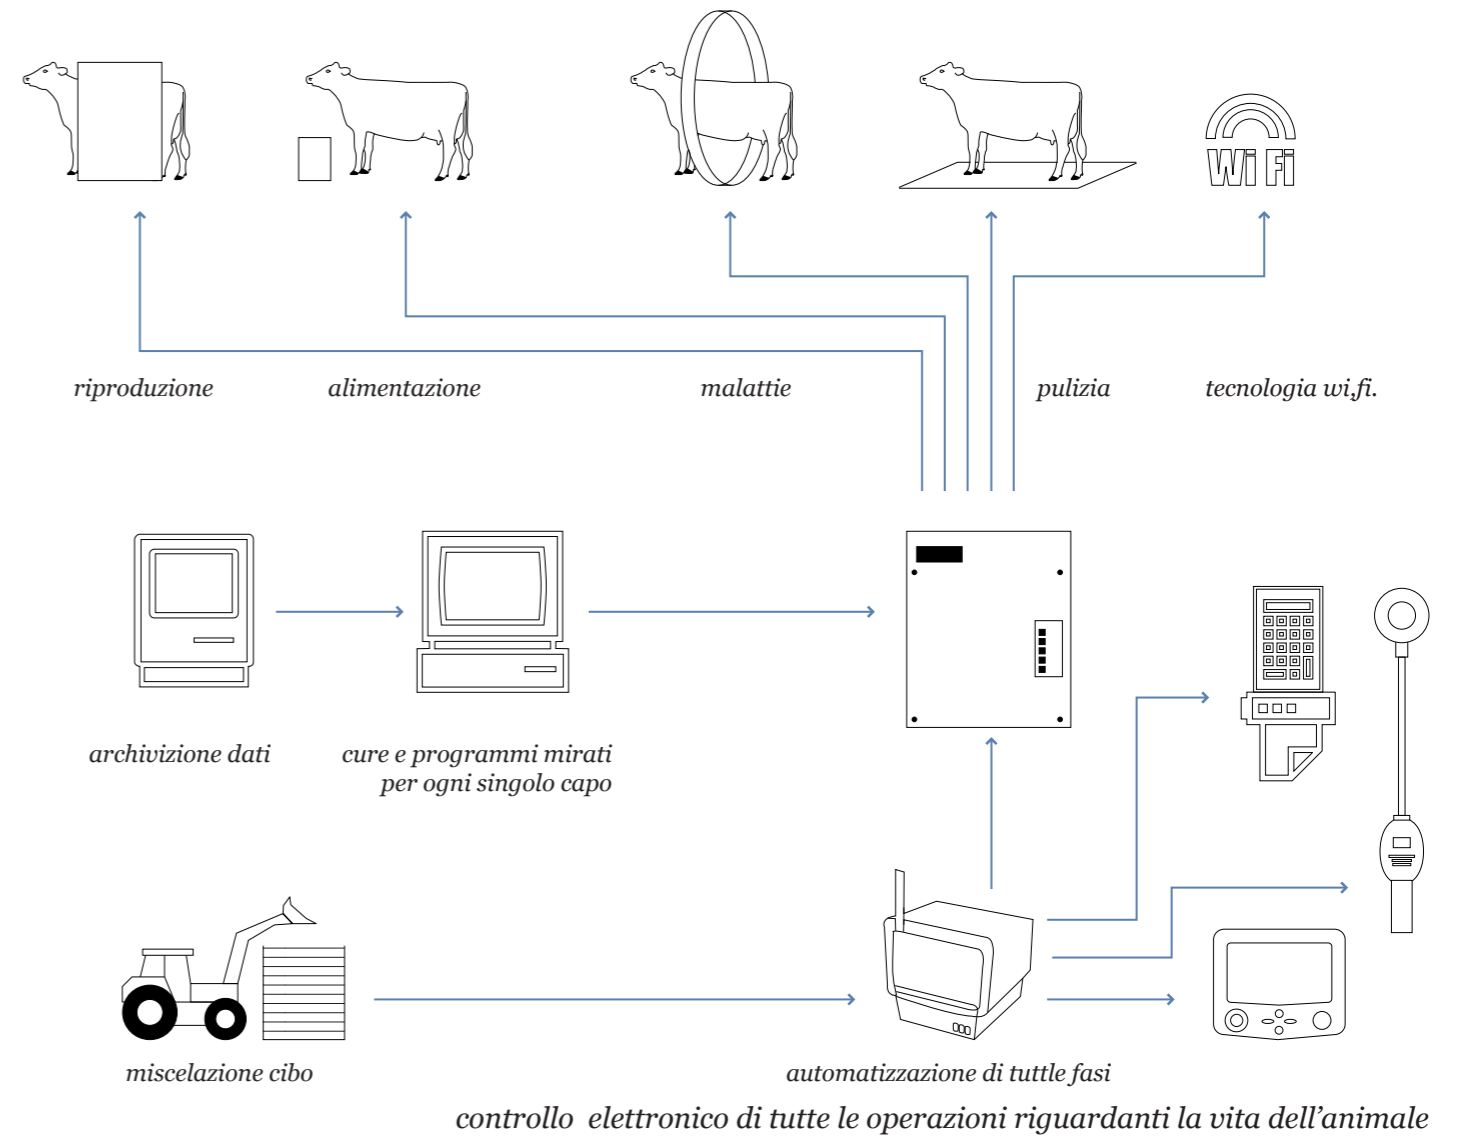 Wi Fi
riproduzione
alimentazione
malattie
pulizia
tecnologia wi,fi.
archivizione dati
cure e programmi mirati
per ogni singolo capo
miscelazione cibo
automatizzazione di tuttle fasi
controllo elettronico di tutte le operazioni riguardanti la vita dell’animale